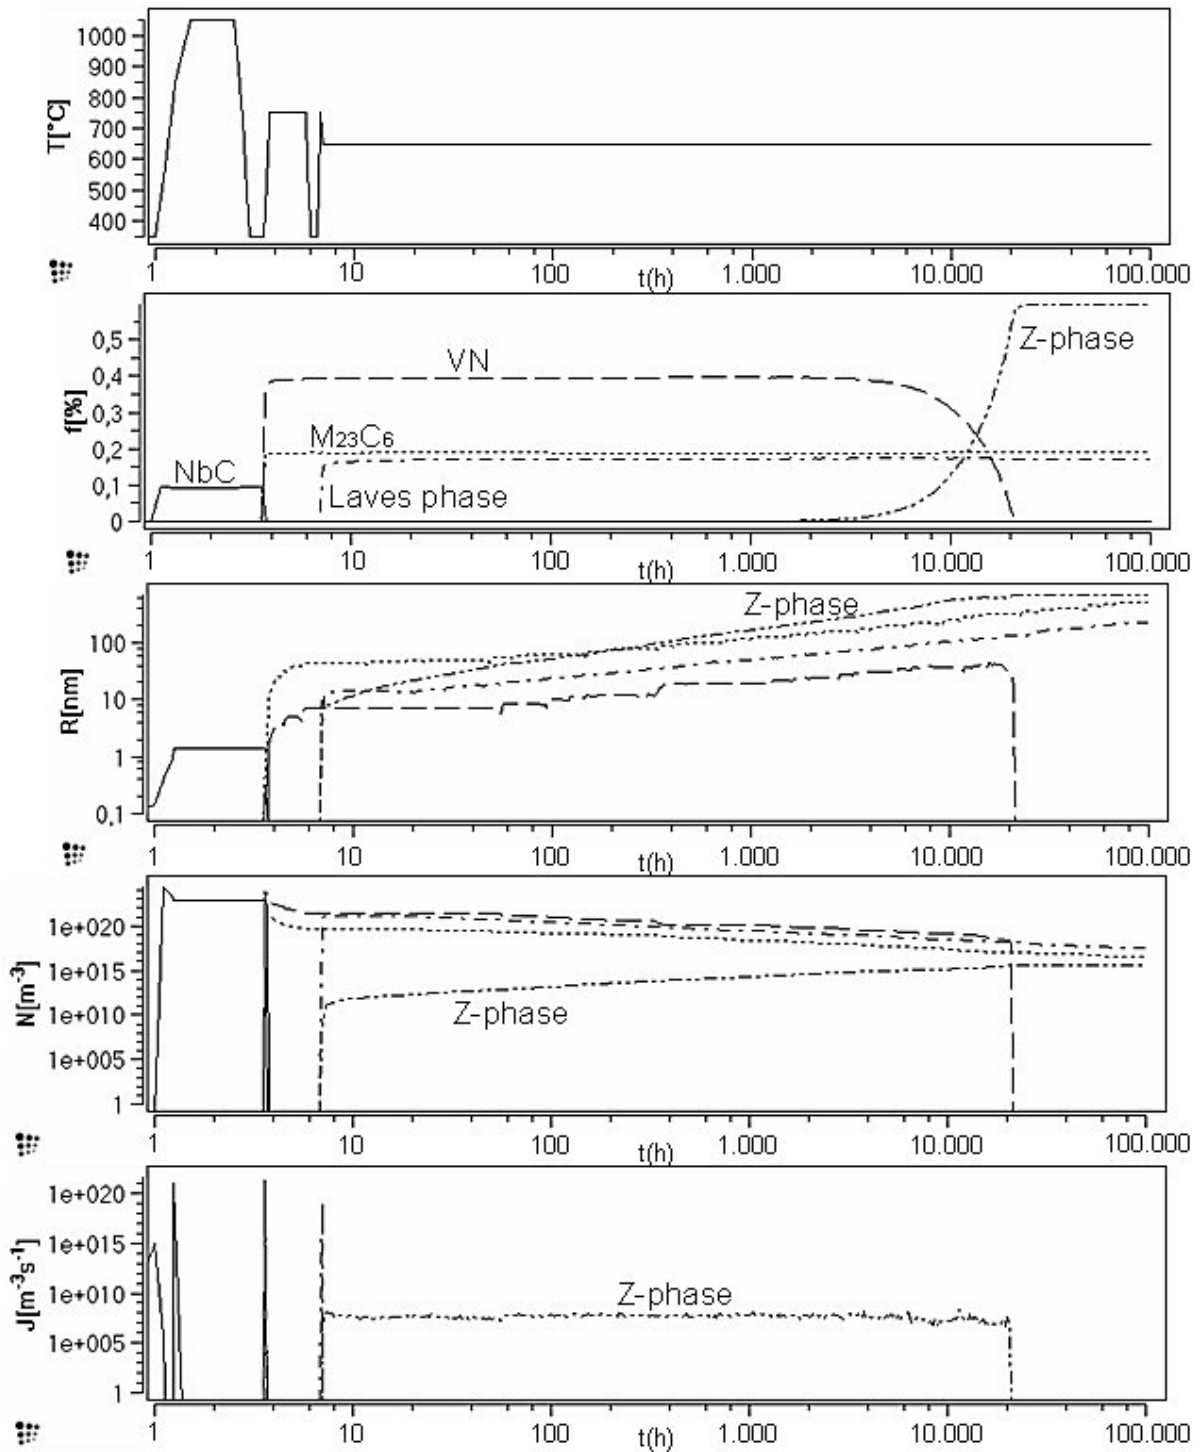 T[°C]
1000
900
800
700
600
500
400
1 10 100 1.000 10.000 100.000
t(h)
f[%]
0,5
0,4
0,3
0,2
0,1
0
VN
Z-phase
M₂₃C₆
NbC
Laves phase
1 10 100 1.000 10.000 100.000
t(h)
R[nm]
100
10
1
0,1
Z-phase
1 10 100 1.000 10.000 100.000
t(h)
N[m⁻³]
1e+020
1e+015
1e+010
1e+005
1
Z-phase
1 10 100 1.000 10.000 100.000
t(h)
J[m⁻³s⁻¹]
1e+020
1e+015
1e+010
1e+005
1
Z-phase
1 10 100 1.000 10.000 100.000
t(h)